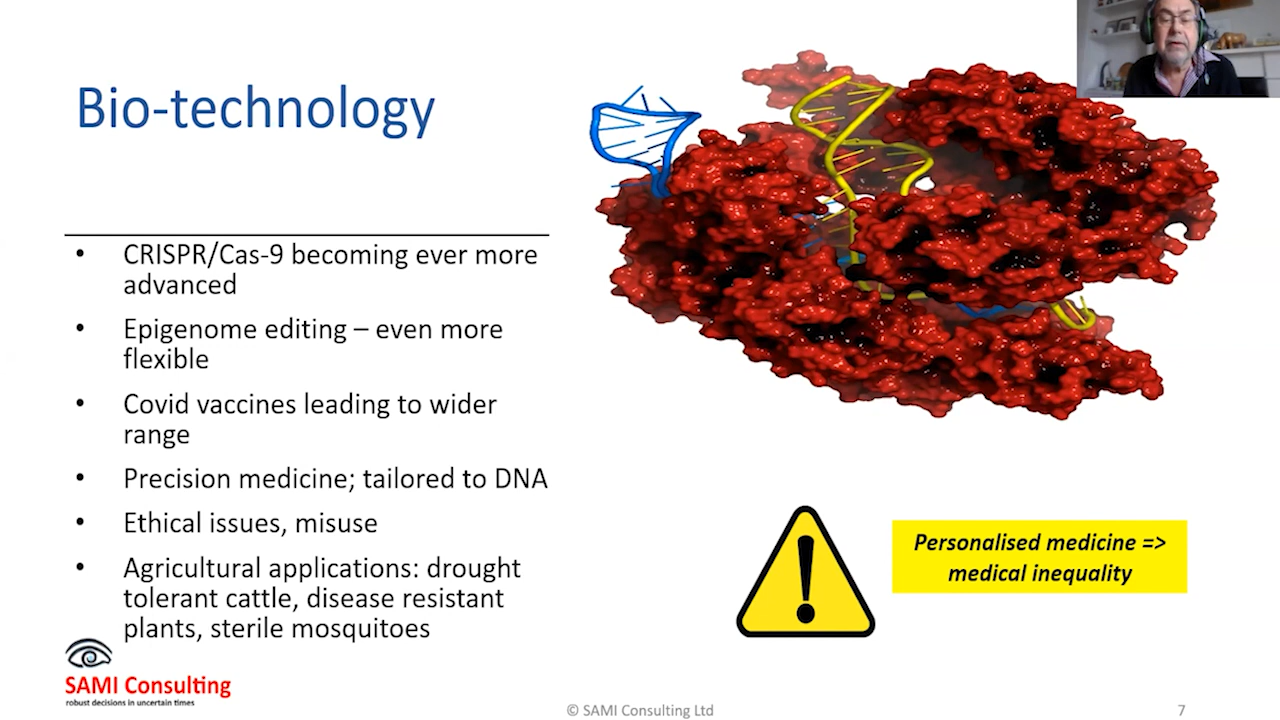 Bio-technology
• CRISPR/Cas-9 becoming ever more
advanced
• Epigenome editing – even more
flexible
• Covid vaccines leading to wider
range
• Precision medicine; tailored to DNA
• Ethical issues, misuse
• Agricultural applications: drought
tolerant cattle, disease resistant
plants, sterile mosquitoes
Personalised medicine =>
medical inequality
SAMI Consulting
robust decisions in uncertain times
© SAMI Consulting Ltd
7